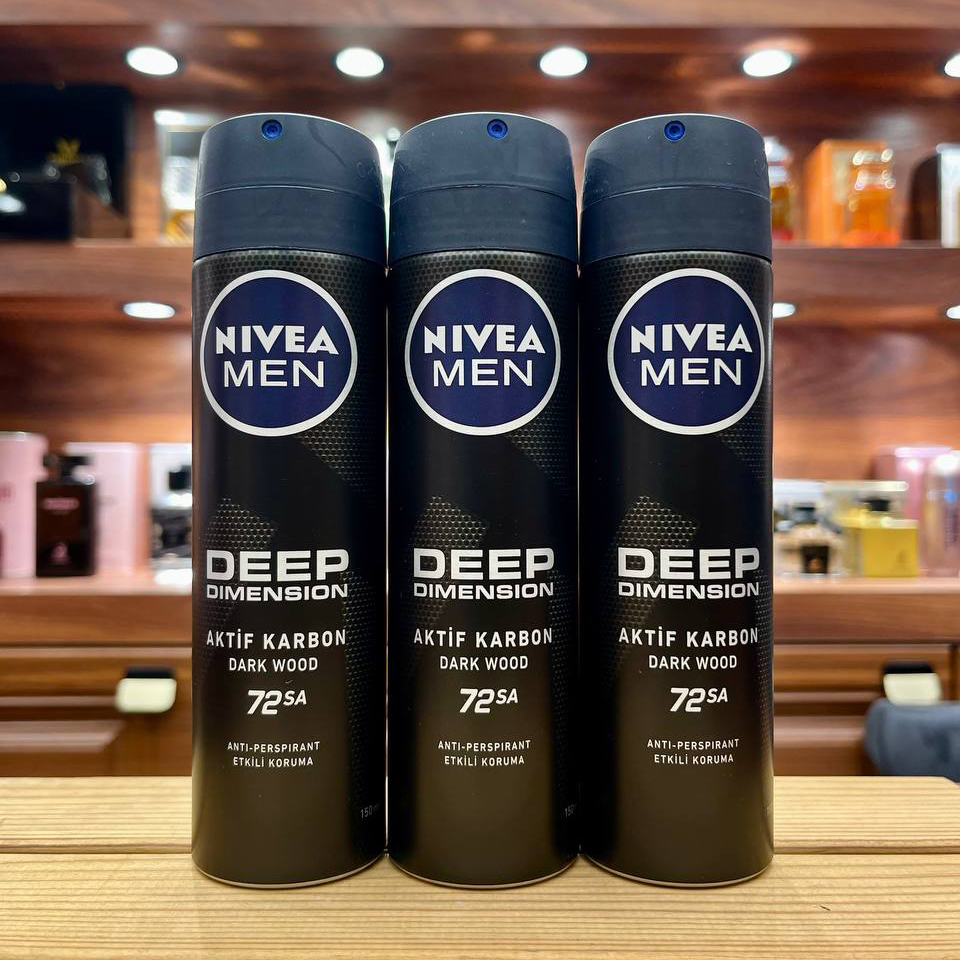 NIVEA
MEN
DEEP
DIMENSION
AKTİF KARBON
DARK WOOD
72SA
ANTI-PERSPIRANT
ETKİLİ KORUMA
150
NIVEA
MEN
DEEP
DIMENSION
AKTİF KARBON
DARK WOOD
72SA
ANTI-PERSPIRANT
ETKİLİ KORUMA
NIVEA
MEN
DEEP
DIMENSION
AKTİF KARBON
DARK WOOD
72SA
ANTI-PERSPIRANT
ETKİLİ KORUMA